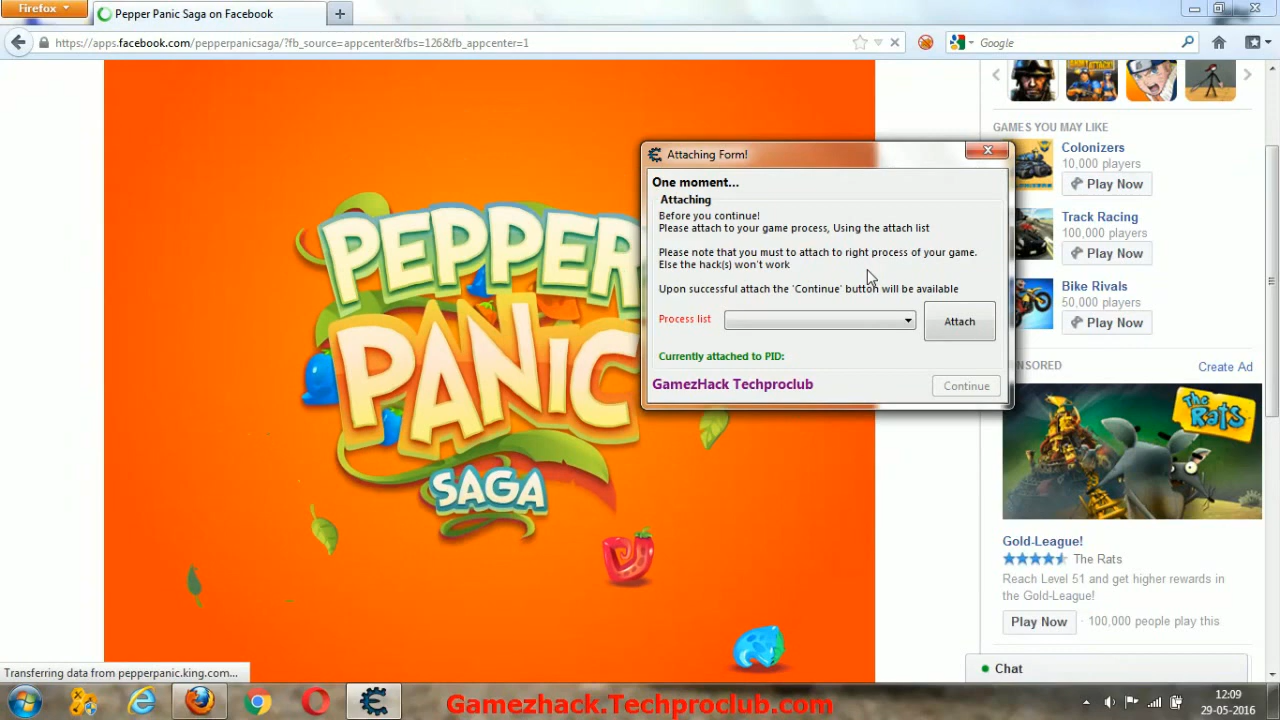 Firefox
Pepper Panic Saga on Facebook
https://apps.facebook.com/pepperpanicsaga/?fb_source=appcenter&fbs=126&fb_appcenter=1
Google
GAMES YOU MAY LIKE
Colonizers
10,000 players
Play Now
Track Racing
100,000 players
Play Now
Bike Rivals
50,000 players
Play Now
Attaching Form!
One moment...
Attaching
Before you continue!
Please attach to your game process, Using the attach list
Please note that you must to attach to right process of your game.
Else the hack(s) won't work
Upon successful attach the 'Continue' button will be available
Process list
Attach
Currently attached to PID:
GamezHack Techproclub
Continue
PEPPER
PANIC
SAGA
ONSORED
Create Ad
The Rats
Gold-League!
The Rats
Reach Level 51 and get higher rewards in
the Gold-League!
Play Now
· 100,000 people play this
Transferring data from pepperpanic.king.com...
Chat
Gamezhack.Techproclub.com
12:09
29-05-2016